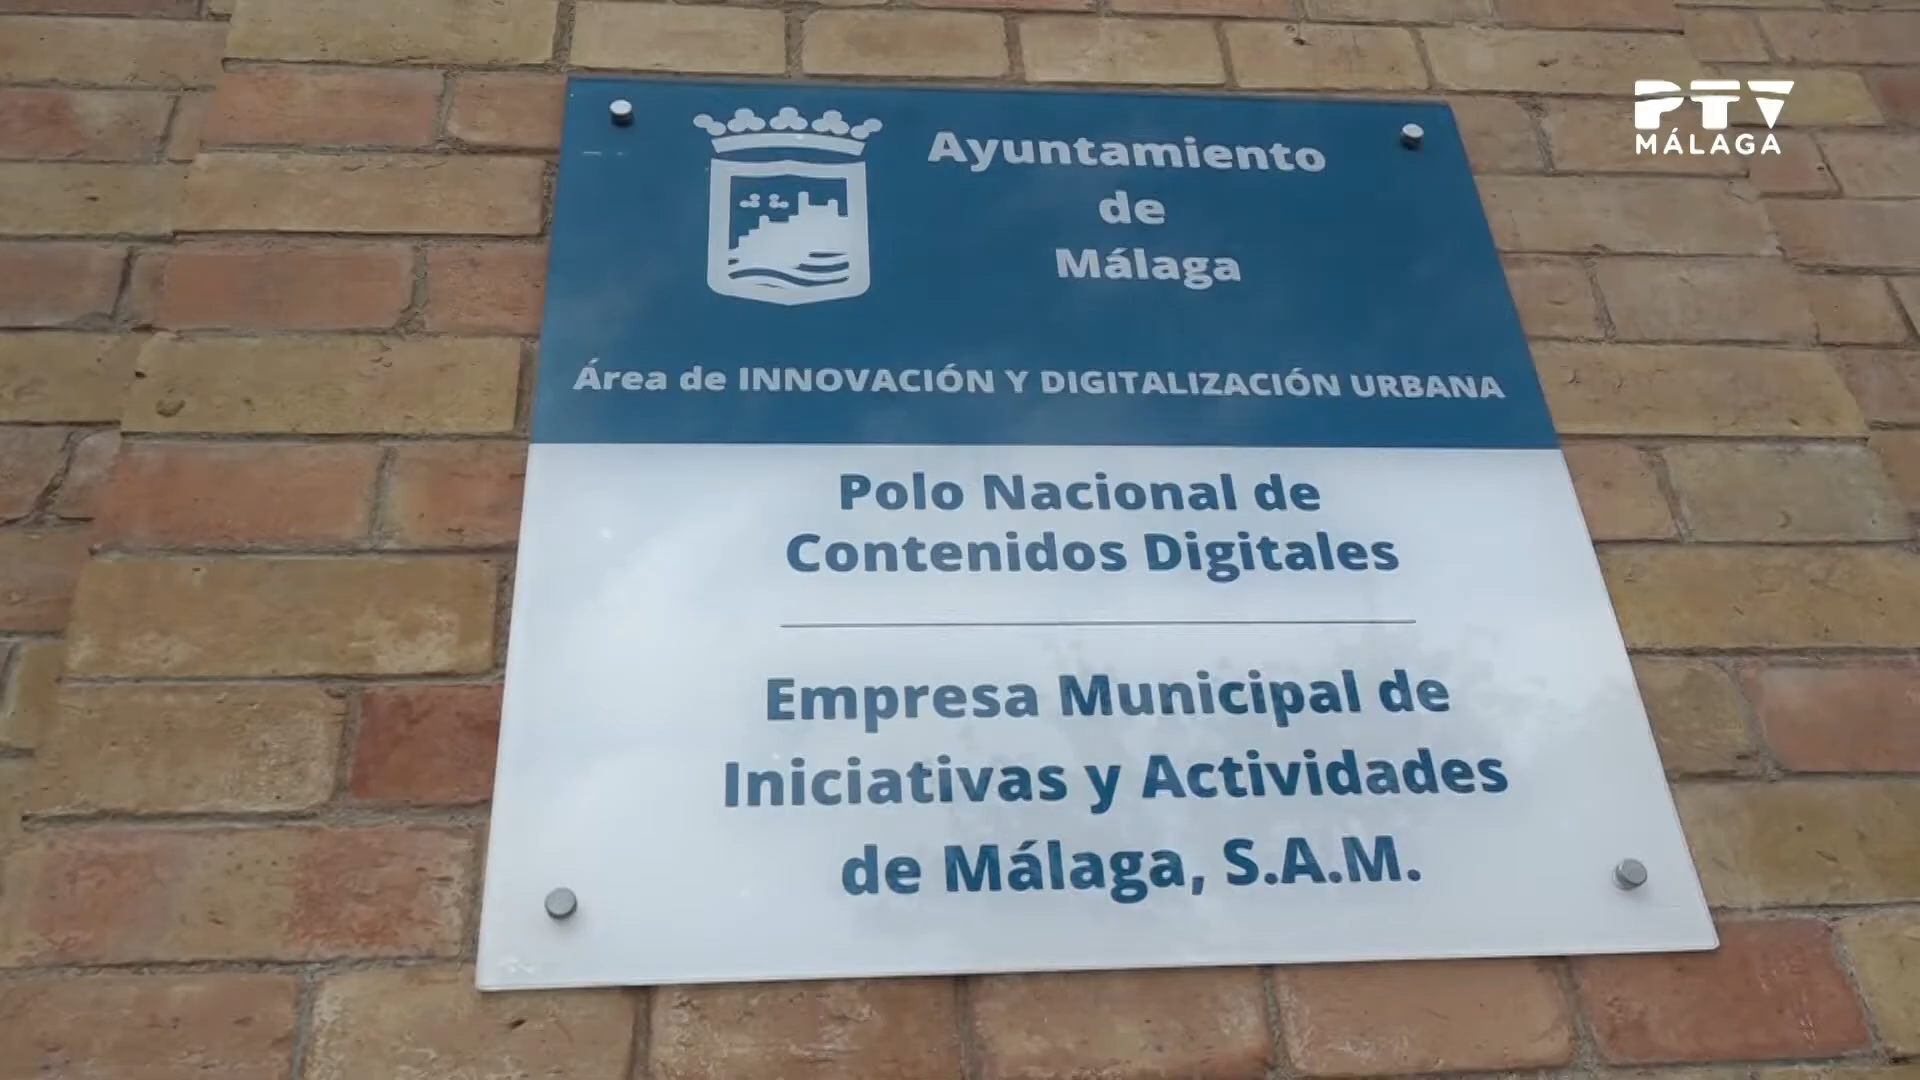 PTV
MÁLAGA
Ayuntamiento
de
Málaga
Área de INNOVACIÓN Y DIGITALIZACIÓN URBANA
Polo Nacional de
Contenidos Digitales
Empresa Municipal de
Iniciativas y Actividades
de Málaga, S.A.M.